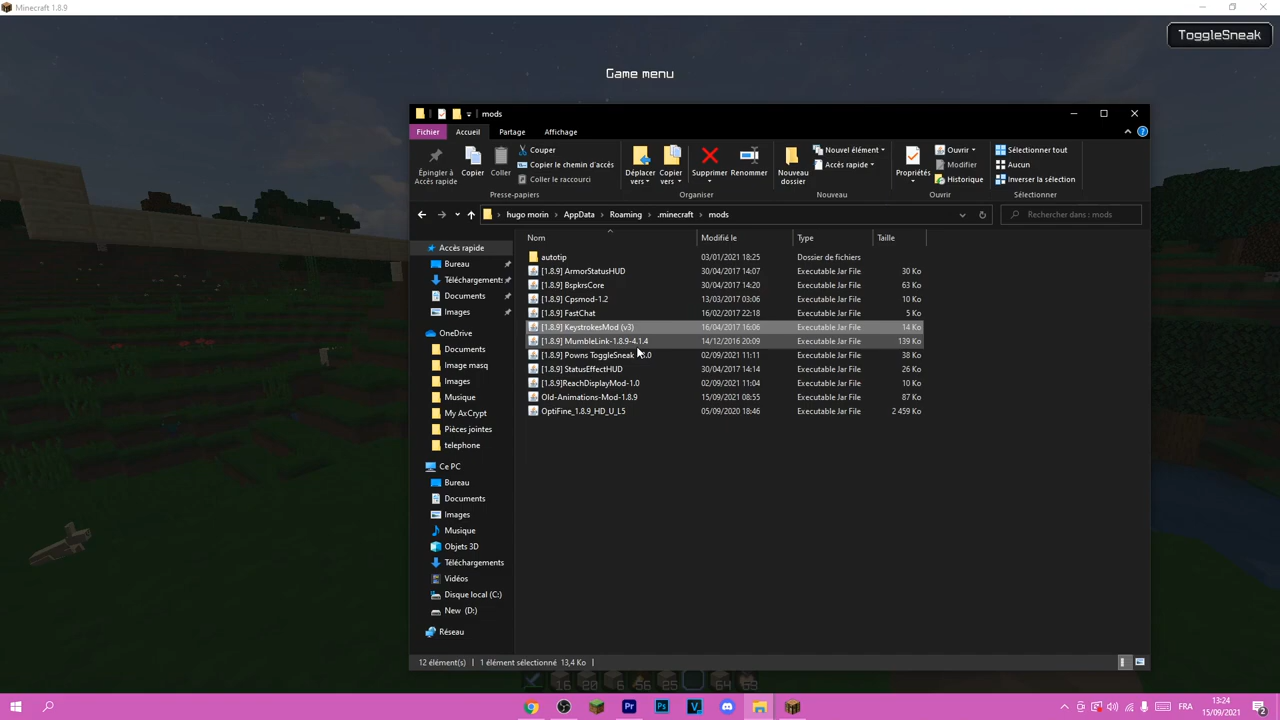 Minecraft 1.8.9
ToggleSneak
Game menu
mods
Fichier Accueil Partage Affichage
Épingler à Accès rapide
Copier
Coller
Couper
Copier le chemin d'accès
Coller le raccourci
Presse-papiers
Déplacer vers
Copier vers
Supprimer
Renommer
Organiser
Nouveau dossier
Nouvel élément
Accès rapide
Nouveau
Propriétés
Ouvrir
Modifier
Historique
Ouvrir
Sélectionner tout
Aucun
Inverser la sélection
Sélectionner
hugo morin > AppData > Roaming > .minecraft > mods
Rechercher dans : mods
Accès rapide
Bureau
Téléchargements
Documents
Images
OneDrive
Documents
Image masq
Images
Musique
My AxCrypt
Pièces jointes
telephone
Ce PC
Bureau
Documents
Images
Musique
Objets 3D
Téléchargements
Vidéos
Disque local (C:)
New (D:)
Réseau
Nom Modifié le Type Taille
autotip 03/01/2021 18:25 Dossier de fichiers
[1.8.9] ArmorStatusHUD 30/04/2017 14:07 Executable Jar File 30 Ko
[1.8.9] BspkrsCore 30/04/2017 14:20 Executable Jar File 63 Ko
[1.8.9] Cpsmod-1.2 13/03/2017 03:06 Executable Jar File 10 Ko
[1.8.9] FastChat 16/02/2017 22:18 Executable Jar File 5 Ko
[1.8.9] KeystrokesMod (v3) 16/04/2017 16:06 Executable Jar File 14 Ko
[1.8.9] MumbleLink-1.8.9-4.1.4 14/12/2016 20:09 Executable Jar File 139 Ko
[1.8.9] Powns ToggleSneak .0 02/09/2021 11:11 Executable Jar File 38 Ko
[1.8.9] StatusEffectHUD 30/04/2017 14:14 Executable Jar File 26 Ko
[1.8.9]ReachDisplayMod-1.0 02/09/2021 11:04 Executable Jar File 10 Ko
Old-Animations-Mod-1.8.9 15/09/2021 08:55 Executable Jar File 87 Ko
OptiFine_1.8.9_HD_U_L5 05/09/2020 18:46 Executable Jar File 2 459 Ko
12 élément(s) 1 élément sélectionné 13,4 Ko
16 20 6 56 25 64
Pr Ps V
FR
13:24
15/09/2021
2